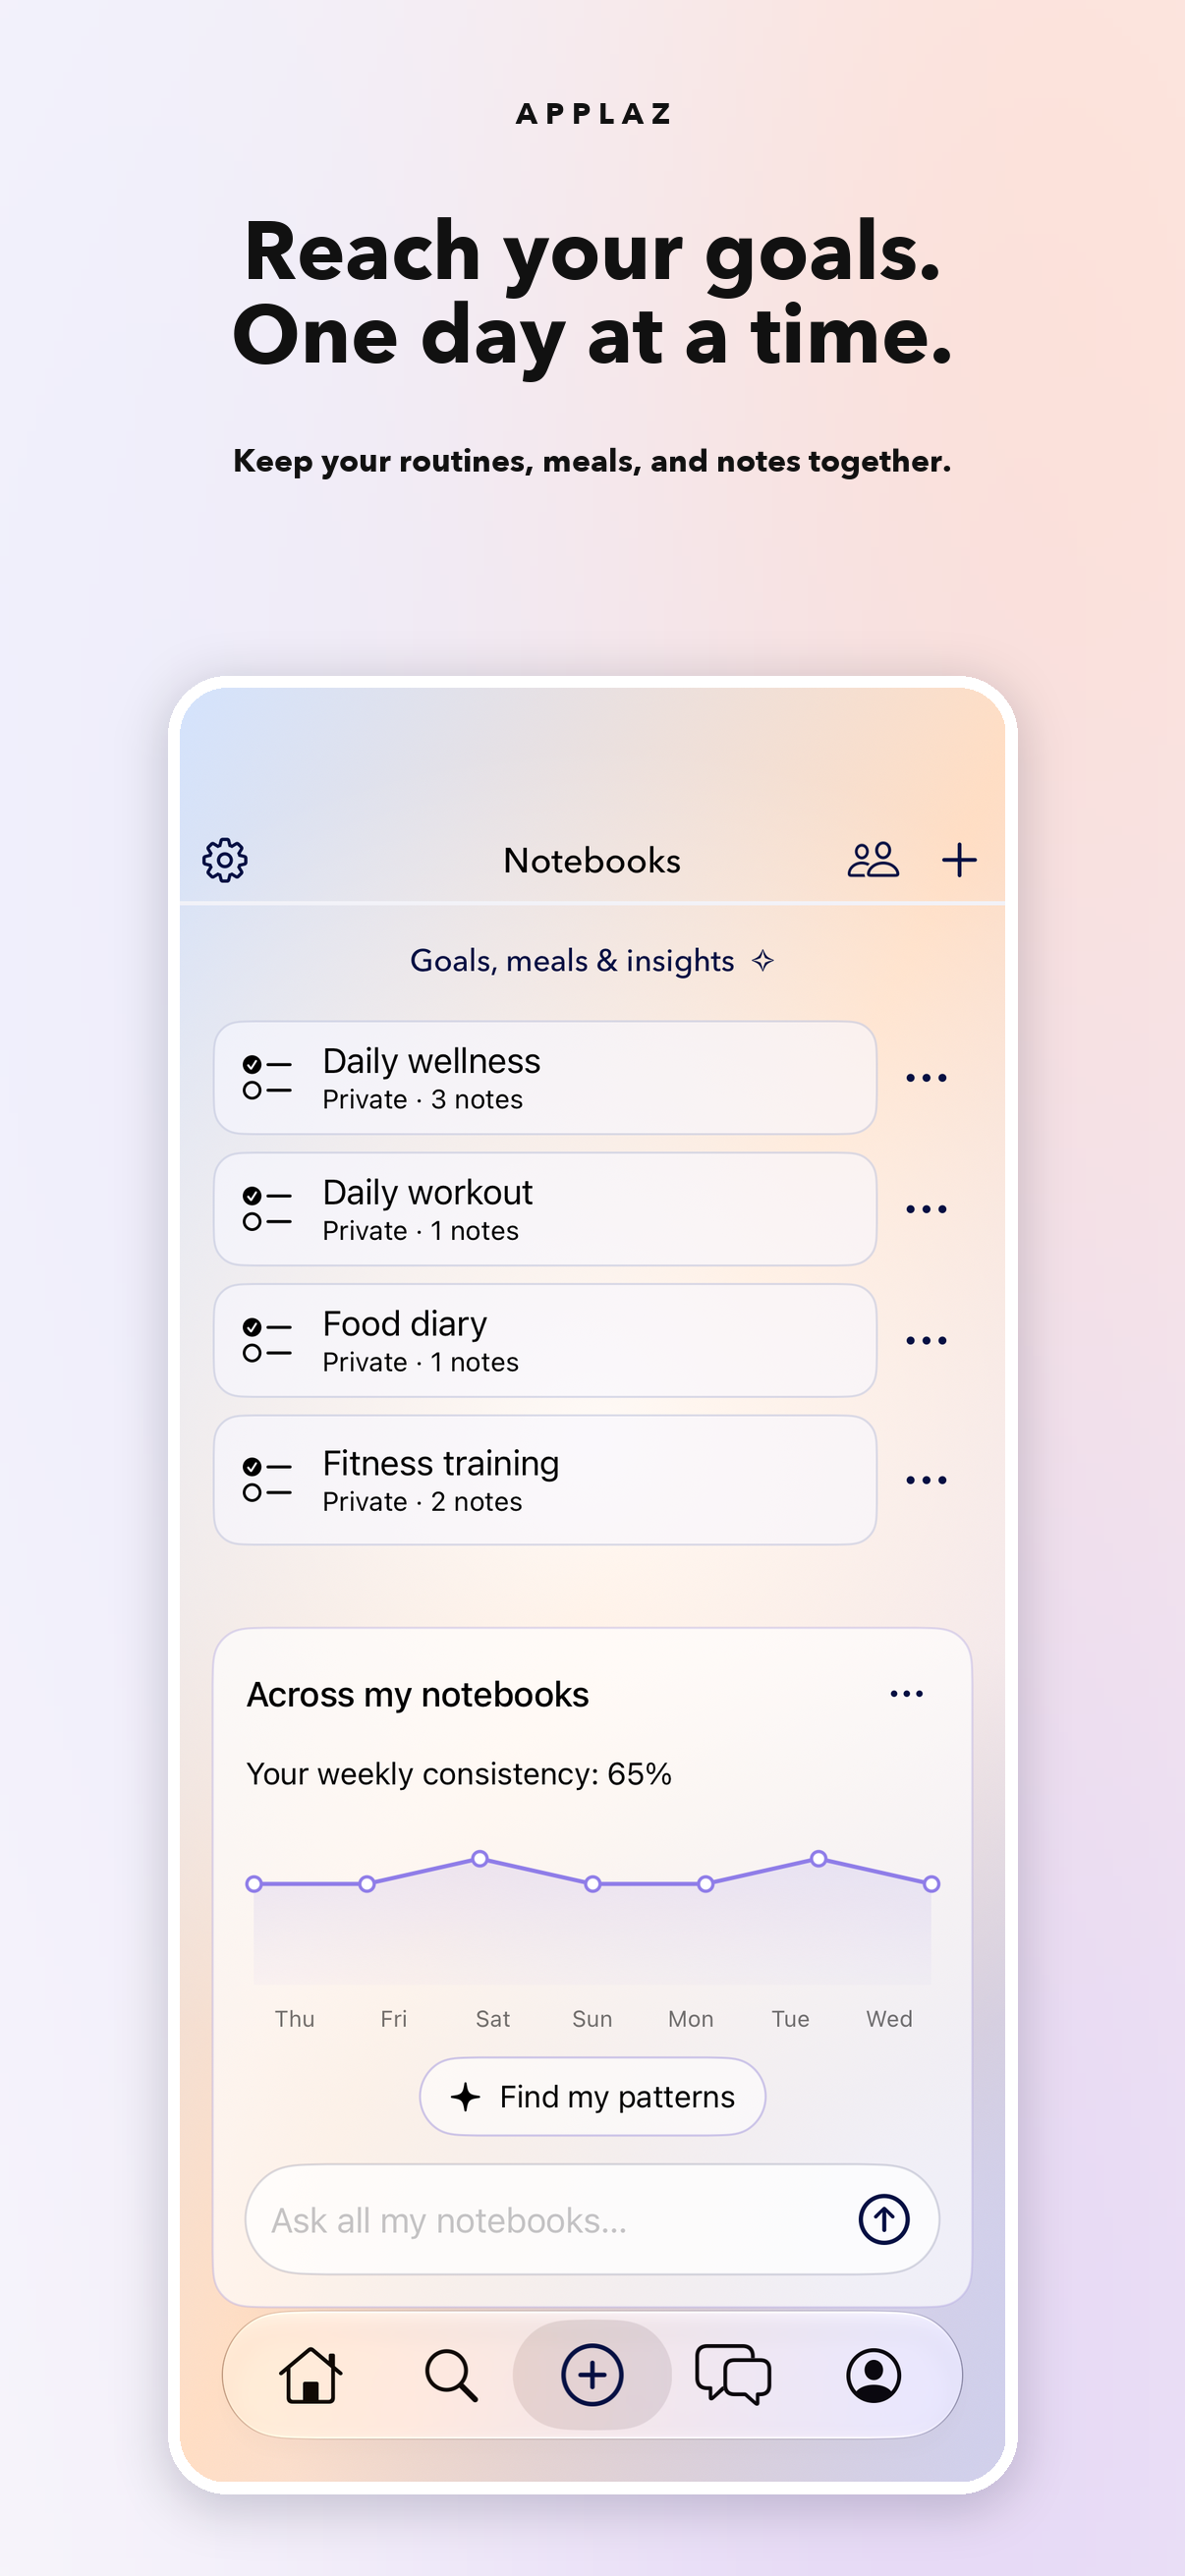 APPLAZ
Reach your goals.
One day at a time.
Keep your routines, meals, and notes together.
Notebooks
Goals, meals & insights
Daily wellness
Private · 3 notes
Daily workout
Private · 1 notes
Food diary
Private · 1 notes
Fitness training
Private · 2 notes
Across my notebooks
Your weekly consistency: 65%
Thu Fri Sat Sun Mon Tue Wed
Find my patterns
Ask all my notebooks...